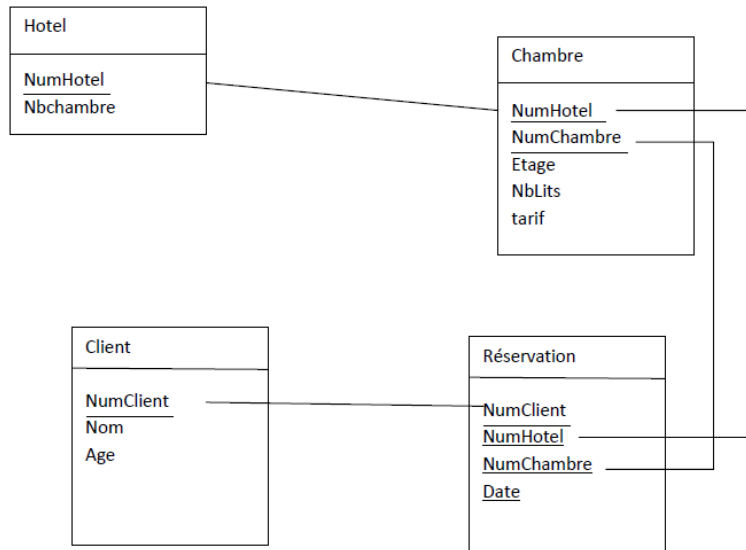 Hotel
NumHotel
Nbchambre
Chambre
NumHotel
NumChambre
Etage
NbLits
tarif
Client
NumClient
Nom
Age
Réservation
NumClient
NumHotel
NumChambre
Date